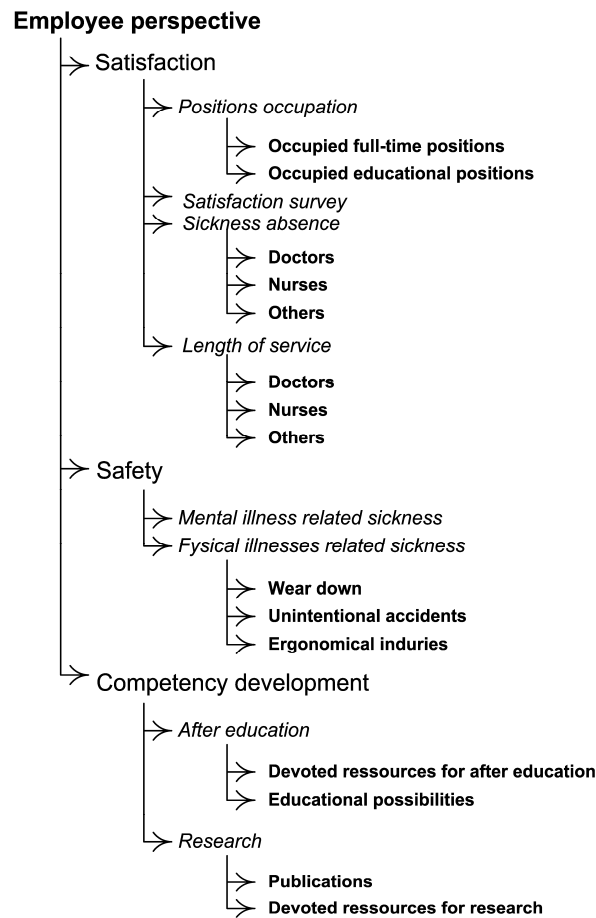 Employee perspective
Satisfaction
Positions occupation
Occupied full-time positions
Occupied educational positions
Satisfaction survey
Sickness absence
Doctors
Nurses
Others
Length of service
Doctors
Nurses
Others
Safety
Mental illness related sickness
Fysical illnesses related sickness
Wear down
Unintentional accidents
Ergonomical induries
Competency development
After education
Devoted ressources for after education
Educational possibilities
Research
Publications
Devoted ressources for research